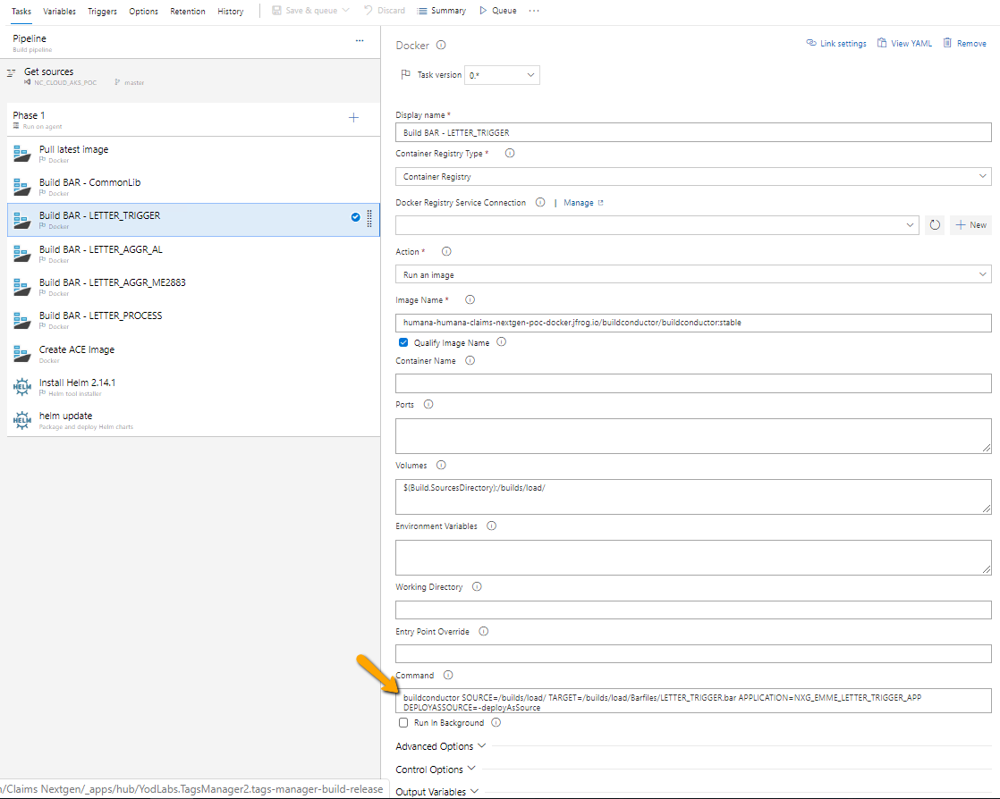 Tasks Variables Triggers Options Retention History Save & queue Discard Summary Queue ...
Pipeline ...
Build pipeline
Get sources
NC_CLOUD_AKS_POC master
Phase 1
Run on agent
Pull latest image
Docker
Build BAR - CommonLib
Docker
Build BAR - LETTER_TRIGGER
Docker
Build BAR - LETTER_AGGR_AL
Docker
Build BAR - LETTER_AGGR_ME2883
Docker
Build BAR - LETTER_PROCESS
Docker
Create ACE Image
Docker
HELM
Install Helm 2.14.1
Helm tool installer
HELM
helm update
Package and deploy Helm charts
Docker Link settings View YAML Remove
Task version 0.*
Display name *
Build BAR - LETTER_TRIGGER
Container Registry Type *
Container Registry
Docker Registry Service Connection | Manage
New
Action *
Run an image
Image Name *
humana-humana-claims-nextgen-poc-docker.jfrog.io/buildconductor/buildconductor:stable
Qualify Image Name
Container Name
Ports
Volumes
$(Build.SourcesDirectory):/builds/load/
Environment Variables
Working Directory
Entry Point Override
Command
buildconductor SOURCE=/builds/load/ TARGET=/builds/load/Barfiles/LETTER_TRIGGER.bar APPLICATION=NXG_EMME_LETTER_TRIGGER_APP
DEPLOYASSOURCE=-deployAsSource
Run In Background
Advanced Options
Control Options
Output Variables
/Claims Nextgen/_apps/hub/YodLabs.TagsManager2.tags-manager-build-release